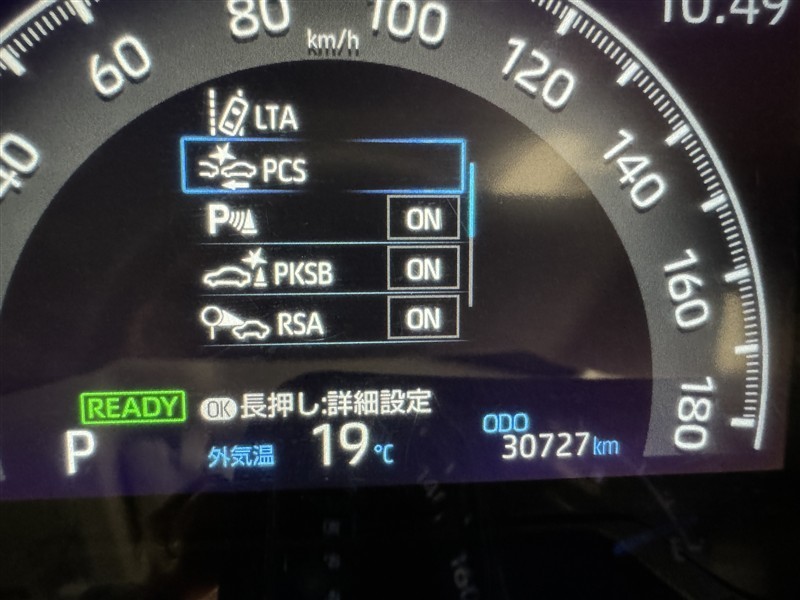 10:49
40
60
80
100
120
140
160
180
km/h
LTA
PCS
P ON
PKSB ON
RSA ON
READY
OK 長押し:詳細設定
P
外気温 19℃
ODO
30727km